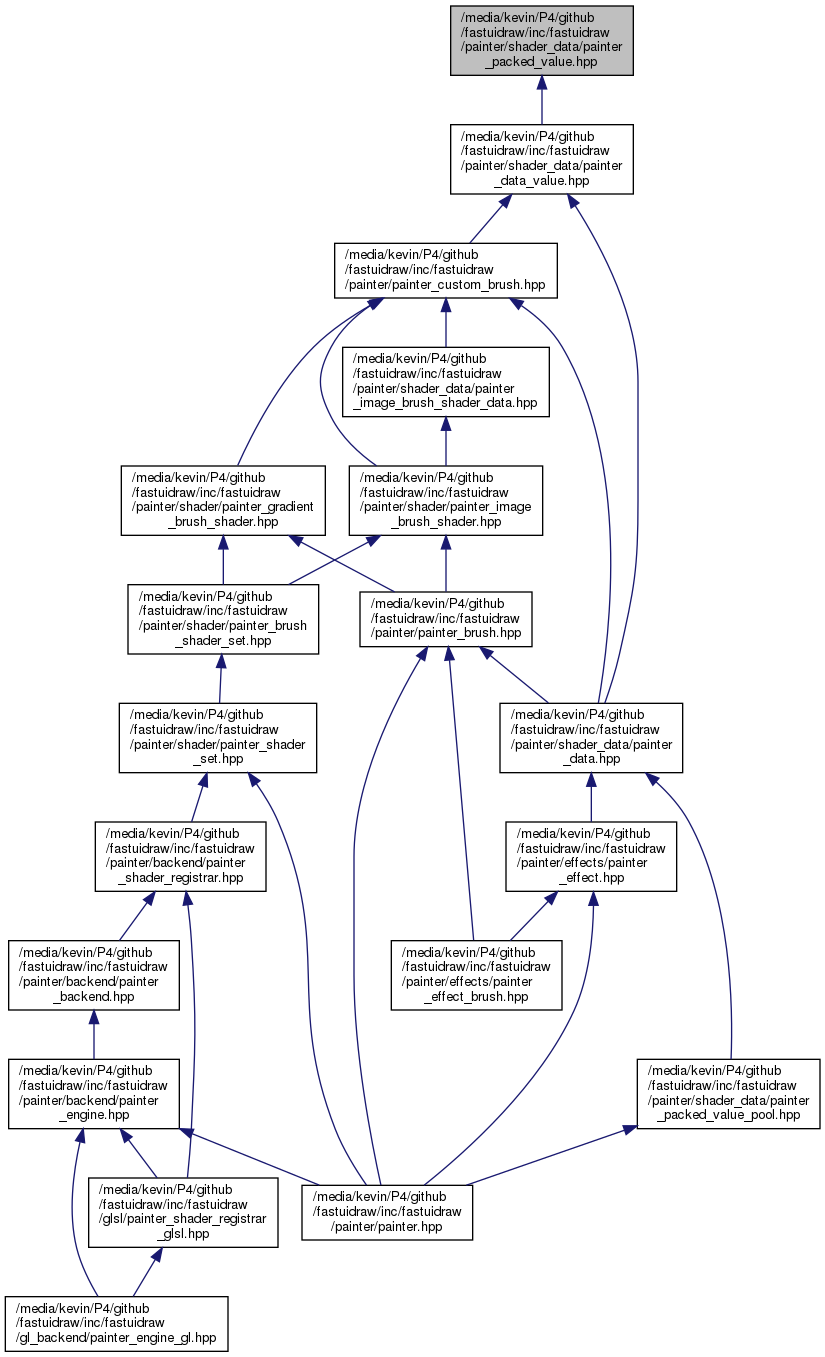 /media/kevin/P4/github
/fastuidraw/inc/fastuidraw
/painter/shader_data/painter
_packed_value.hpp
/media/kevin/P4/github
/fastuidraw/inc/fastuidraw
/painter/shader_data/painter
_data_value.hpp
/media/kevin/P4/github
/fastuidraw/inc/fastuidraw
/painter/painter_custom_brush.hpp
/media/kevin/P4/github
/fastuidraw/inc/fastuidraw
/painter/shader_data/painter
_image_brush_shader_data.hpp
/media/kevin/P4/github
/fastuidraw/inc/fastuidraw
/painter/shader/painter_gradient
_brush_shader.hpp
/media/kevin/P4/github
/fastuidraw/inc/fastuidraw
/painter/shader/painter_image
_brush_shader.hpp
/media/kevin/P4/github
/fastuidraw/inc/fastuidraw
/painter/shader/painter_brush
_shader_set.hpp
/media/kevin/P4/github
/fastuidraw/inc/fastuidraw
/painter/painter_brush.hpp
/media/kevin/P4/github
/fastuidraw/inc/fastuidraw
/painter/shader/painter_shader
_set.hpp
/media/kevin/P4/github
/fastuidraw/inc/fastuidraw
/painter/shader_data/painter
_data.hpp
/media/kevin/P4/github
/fastuidraw/inc/fastuidraw
/painter/backend/painter
_shader_registrar.hpp
/media/kevin/P4/github
/fastuidraw/inc/fastuidraw
/painter/effects/painter
_effect.hpp
/media/kevin/P4/github
/fastuidraw/inc/fastuidraw
/painter/backend/painter
_backend.hpp
/media/kevin/P4/github
/fastuidraw/inc/fastuidraw
/painter/effects/painter
_effect_brush.hpp
/media/kevin/P4/github
/fastuidraw/inc/fastuidraw
/painter/backend/painter
_engine.hpp
/media/kevin/P4/github
/fastuidraw/inc/fastuidraw
/painter/shader_data/painter
_packed_value_pool.hpp
/media/kevin/P4/github
/fastuidraw/inc/fastuidraw
/glsl/painter_shader_registrar
_glsl.hpp
/media/kevin/P4/github
/fastuidraw/inc/fastuidraw
/painter/painter.hpp
/media/kevin/P4/github
/fastuidraw/inc/fastuidraw
/gl_backend/painter_engine_gl.hpp